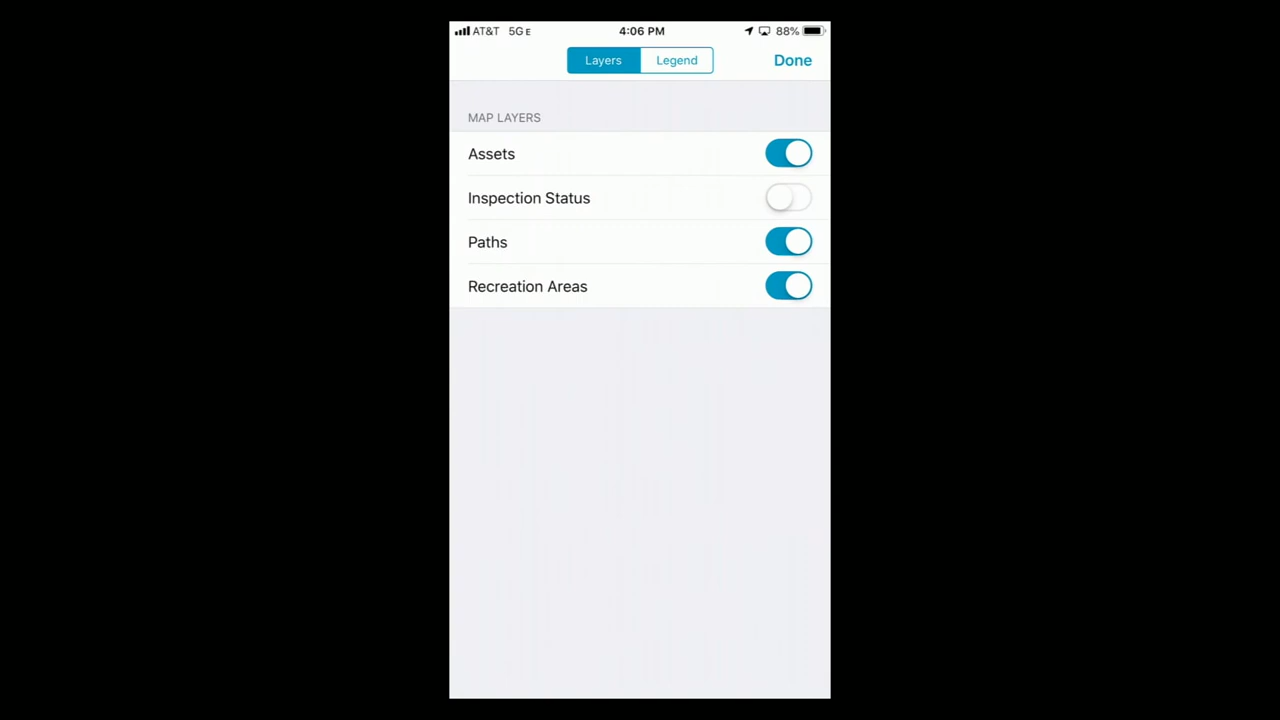 AT&T 5G E 4:06 PM 88%
Layers Legend Done
MAP LAYERS
Assets
Inspection Status
Paths
Recreation Areas